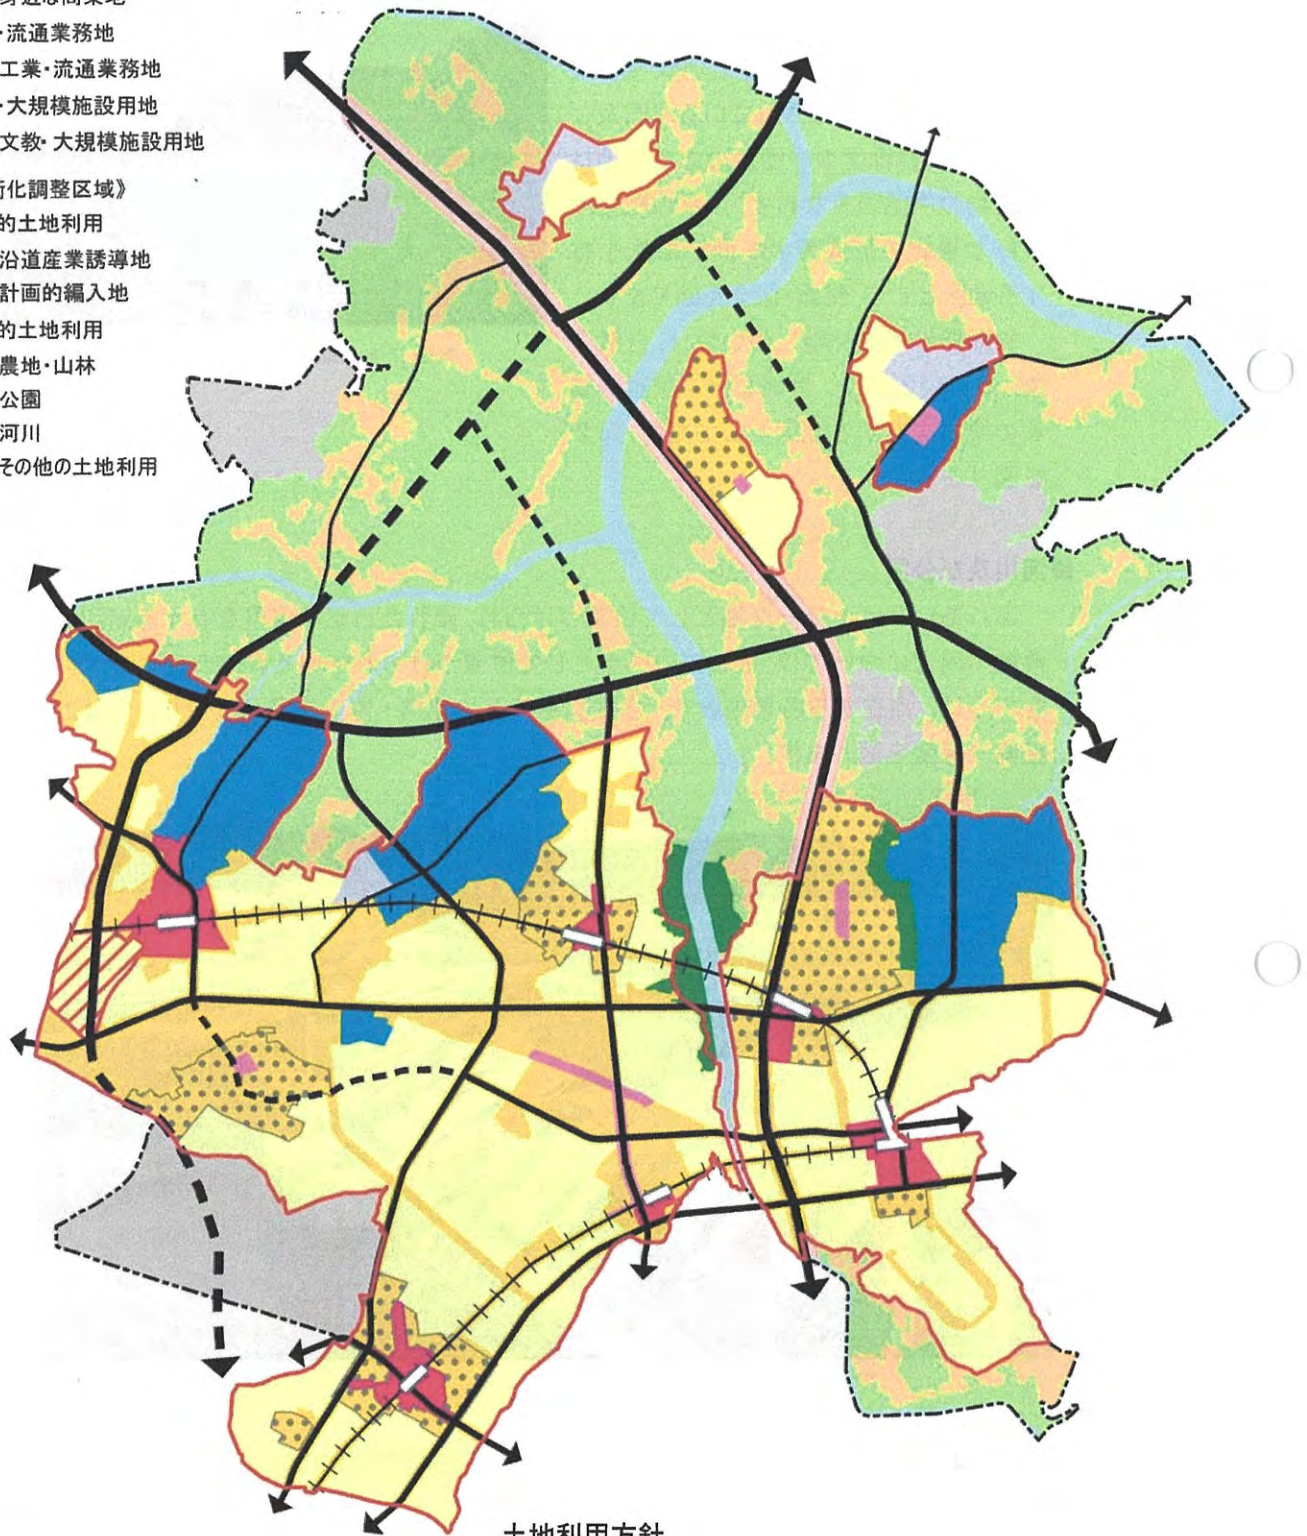 ・流通業務地
工業・流通業務地
・大規模施設用地
文教・大規模施設用地
街化調整区域》
的土地利用
沿道産業誘導地
計画的編入地
的土地利用
農地・山林
公園
河川
その他の土地利用
土地利用方針